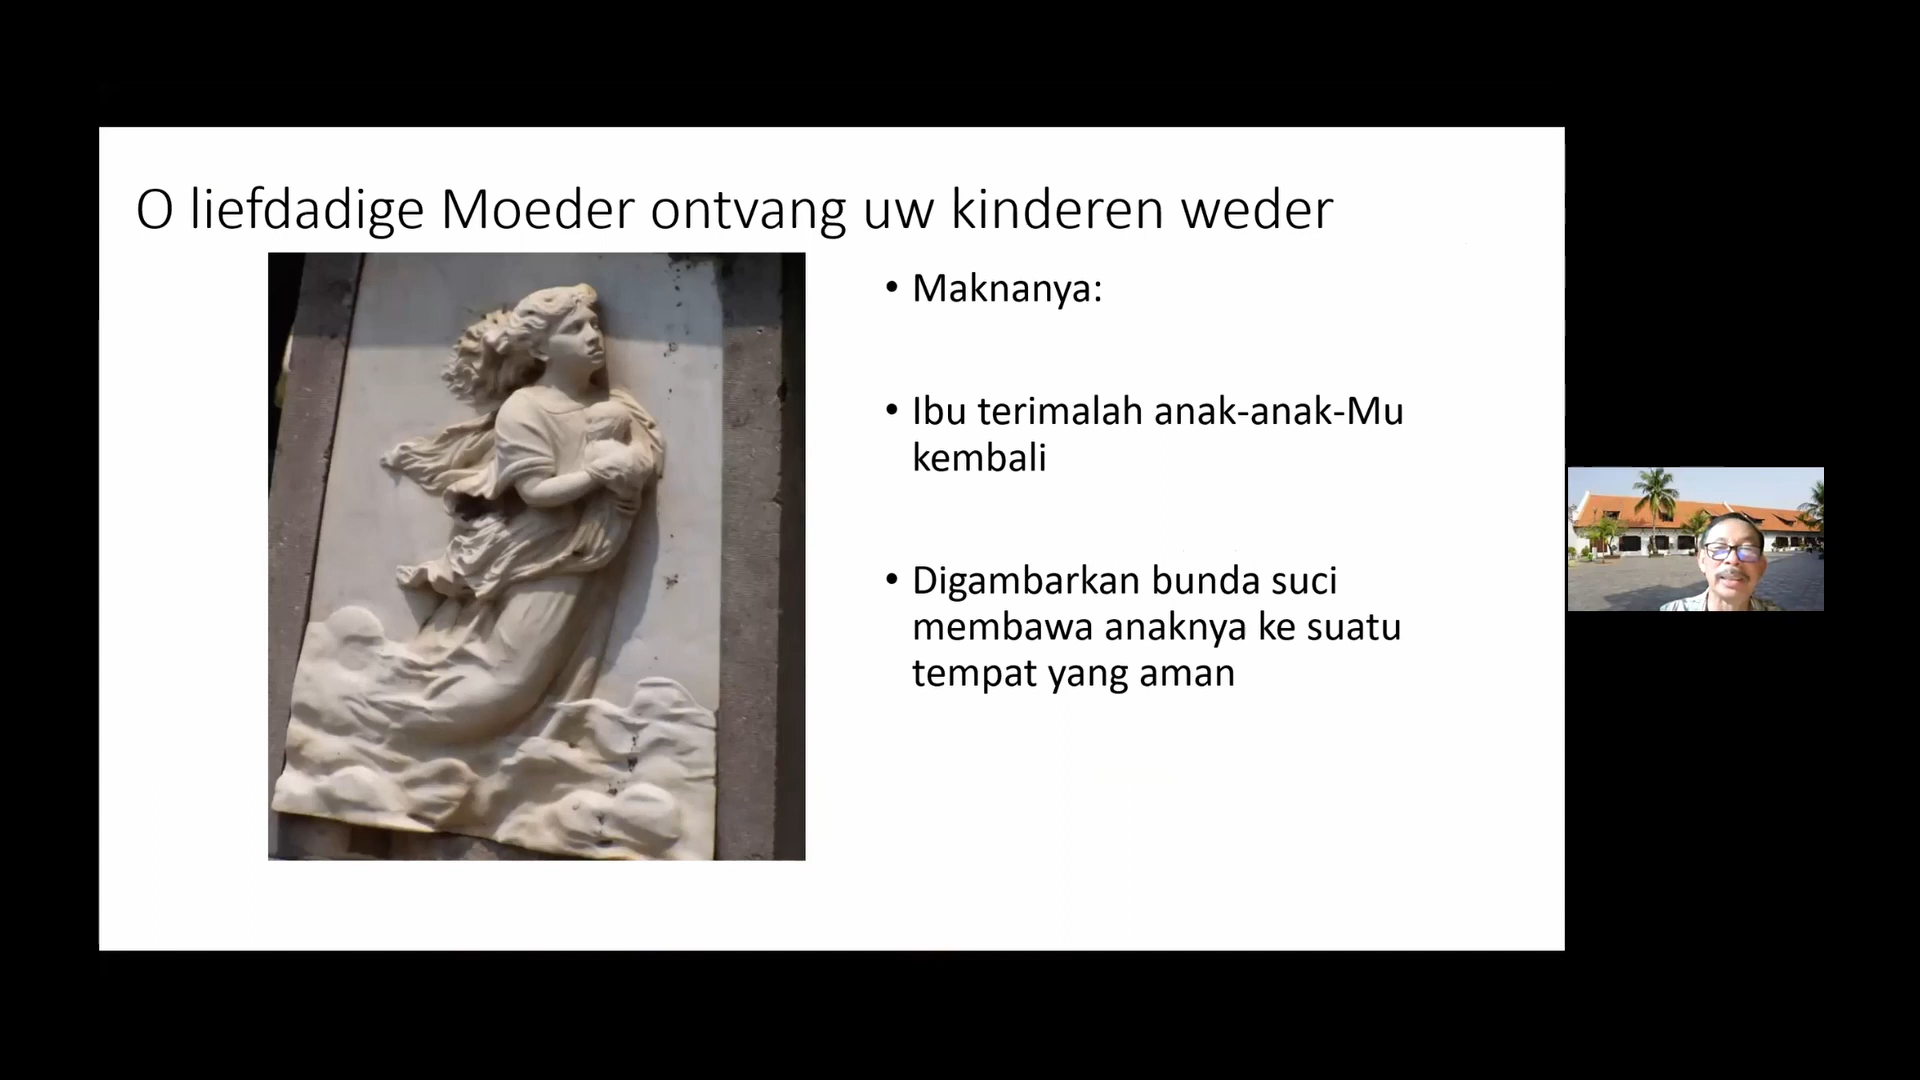 O liefdadige Moeder ontvang uw kinderen weder
• Maknanya:
• Ibu terimalah anak-anak-Mu
kembali
• Digambarkan bunda suci
membawa anaknya ke suatu
tempat yang aman